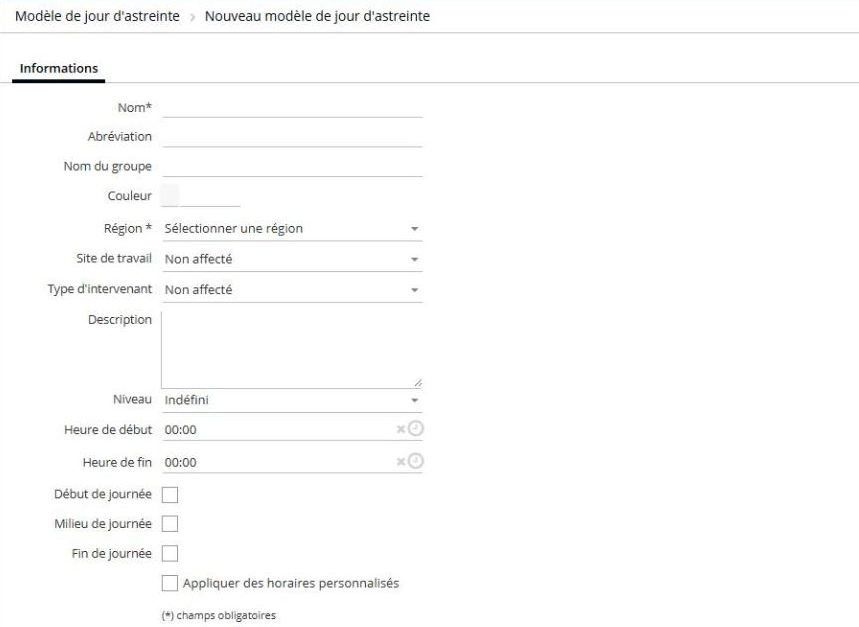 Modèle de jour d'astreinte > Nouveau modèle de jour d'astreinte
Informations
Nom*
Abréviation
Nom du groupe
Couleur
Région * Sélectionner une région
Site de travail Non affecté
Type d'intervenant Non affecté
Description
Niveau Indéfini
Heure de début 00:00
Heure de fin 00:00
Début de journée
Milieu de journée
Fin de journée
Appliquer des horaires personnalisés
(*) champs obligatoires